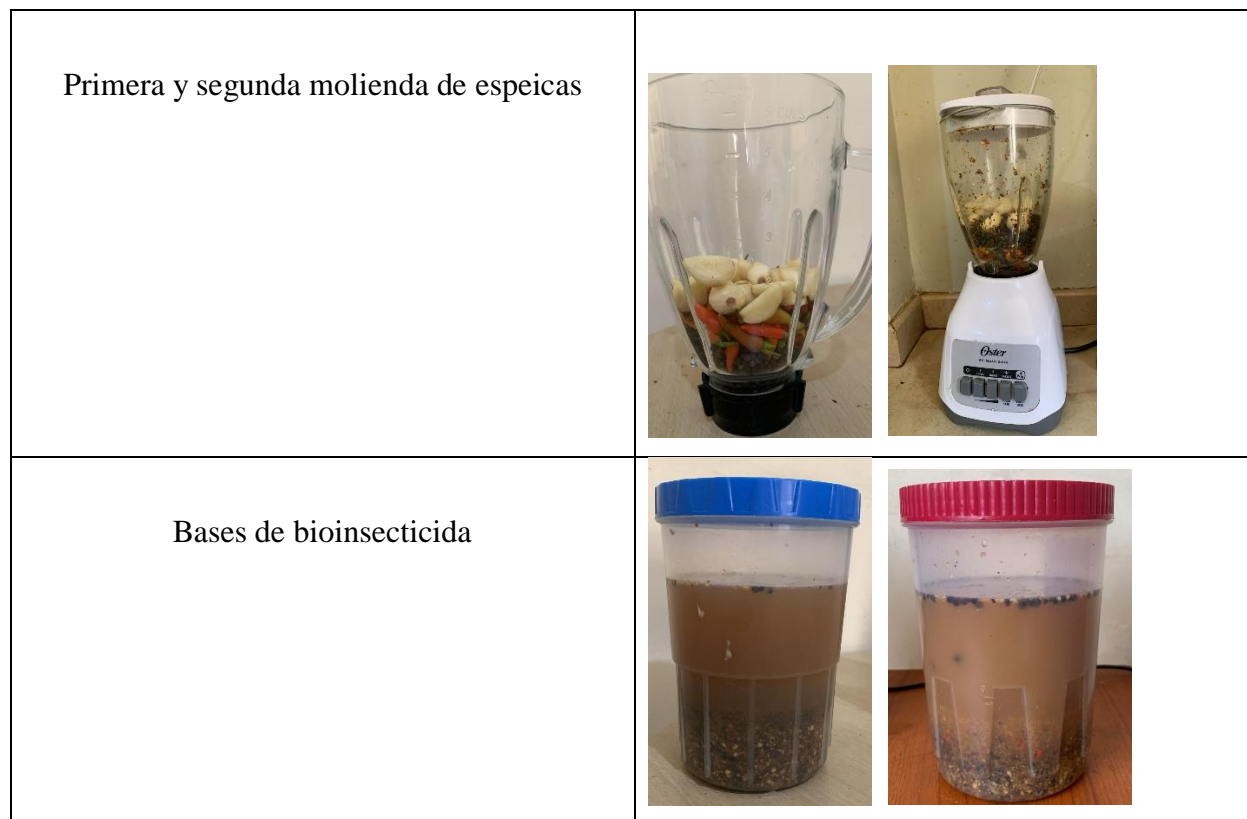 Primera y segunda molienda de espeicas
Oster
Bases de bioinsecticida